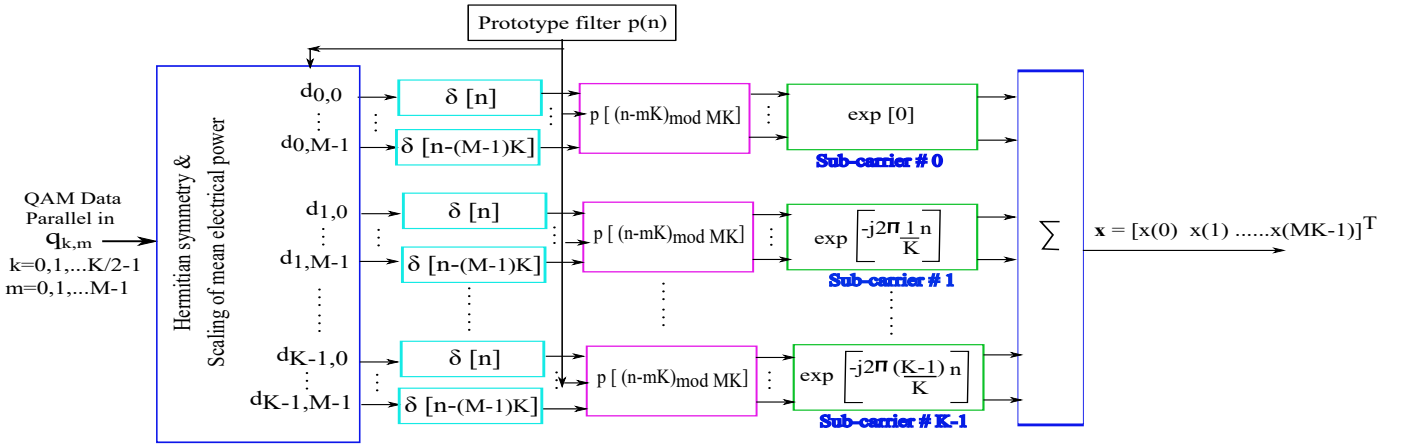 Prototype filter p(n)
QAM Data
Parallel in
q k,m
k=0,1,...K/2-1
m=0,1,...M-1
Hermitian symmetry &
Scaling of mean electrical power
d0,0
d0,M-1
d1,0
d1,M-1
dK-1,0
dK-1,M-1
δ [n]
δ [n-(M-1)K]
δ [n]
δ [n-(M-1)K]
δ [n]
δ [n-(M-1)K]
p [ (n-mK)mod MK]
p [ (n-mK)mod MK]
p [ (n-mK)mod MK]
exp [0]
Sub-carrier # 0
exp [-j2π 1 n / K]
Sub-carrier # 1
exp [-j2π (K-1) n / K]
Sub-carrier # K-1
Σ
x = [x(0) x(1) ......x(MK-1)]T